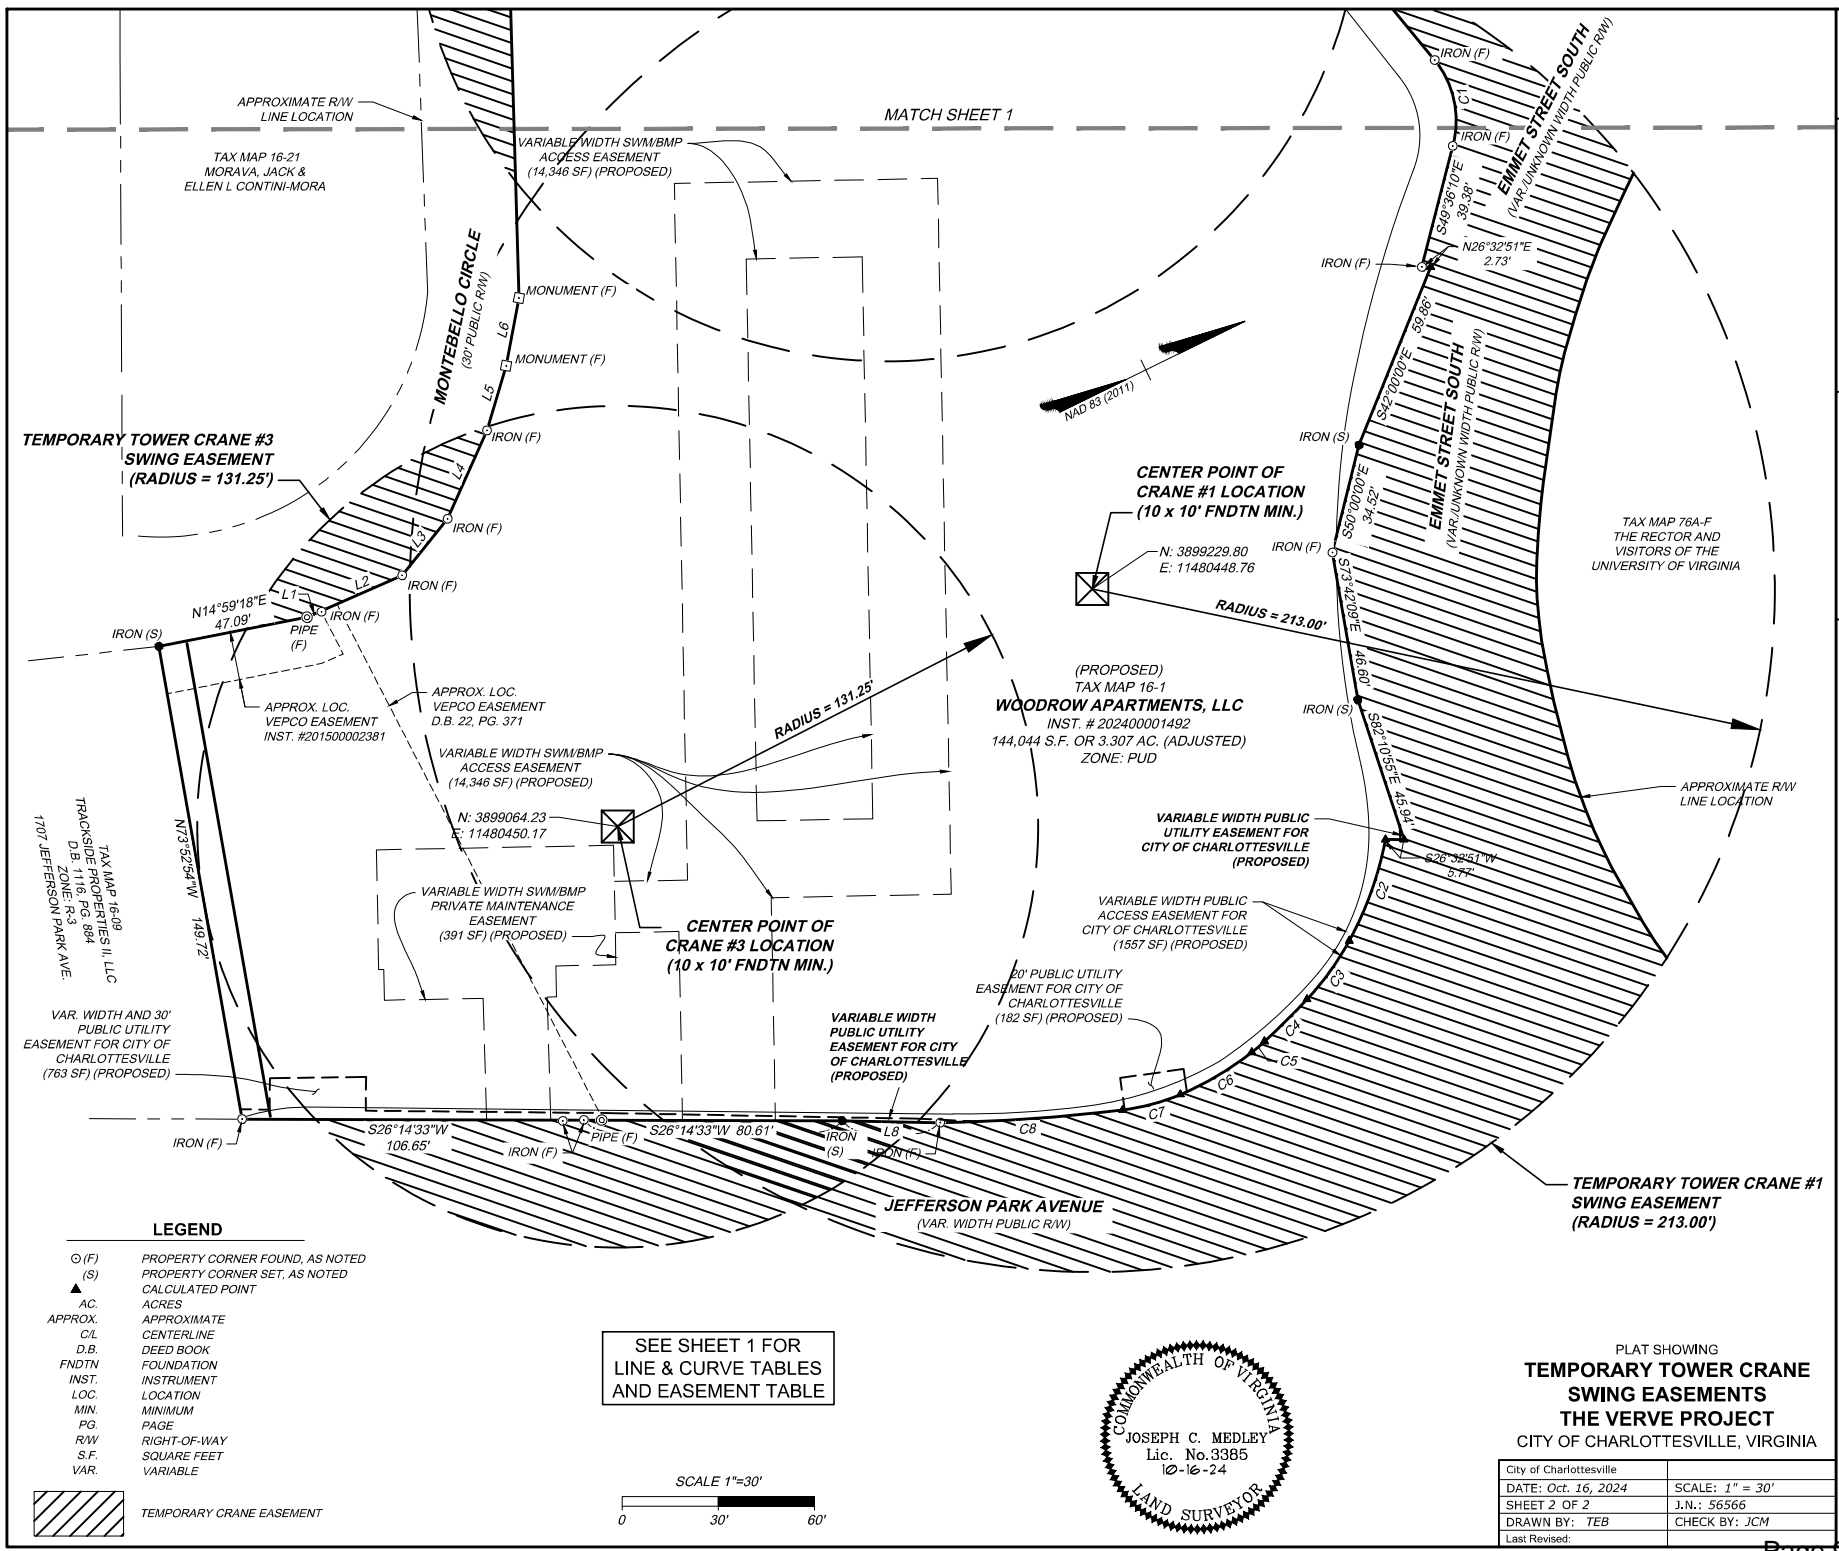 APPROXIMATE R/W
LINE LOCATION
MATCH SHEET 1
TAX MAP 16-21
MORAVA, JACK &
ELLEN L CONTINI-MORA
VARIABLE WIDTH SWM/BMP
ACCESS EASEMENT
(14,346 SF) (PROPOSED)
IRON (F)
C1
IRON (F)
EMMET STREET SOUTH
(VAR./UNKNOWN WIDTH PUBLIC R/W)
S49°36'10"E
39.38'
N26°32'51"E
2.73'
IRON (F)
MONTEBELLO CIRCLE
(30' PUBLIC R/W)
MONUMENT (F)
L6
MONUMENT (F)
L5
IRON (F)
L4
IRON (F)
L3
IRON (F)
L2
L1
IRON (F)
PIPE
(F)
NAD 83 (2011)
S42°00'00"E 59.86'
EMMET STREET SOUTH
(VAR./UNKNOWN WIDTH PUBLIC R/W)
IRON (S)
S50°00'00"E
34.52'
IRON (F)
TEMPORARY TOWER CRANE #3
SWING EASEMENT
(RADIUS = 131.25')
CENTER POINT OF
CRANE #1 LOCATION
(10 x 10' FNDTN MIN.)
N: 3899229.80
E: 11480448.76
RADIUS = 213.00'
TAX MAP 76A-F
THE RECTOR AND
VISITORS OF THE
UNIVERSITY OF VIRGINIA
N14°59'18"E
47.09'
IRON (S)
S73°42'09"E 46.60'
IRON (S)
S82°10'55"E 45.94'
(PROPOSED)
TAX MAP 16-1
WOODROW APARTMENTS, LLC
INST. # 202400001492
144,044 S.F. OR 3.307 AC. (ADJUSTED)
ZONE: PUD
APPROX. LOC.
VEPCO EASEMENT
INST. #201500002381
APPROX. LOC.
VEPCO EASEMENT
D.B. 22, PG. 371
RADIUS = 131.25'
VARIABLE WIDTH SWM/BMP
ACCESS EASEMENT
(14,346 SF) (PROPOSED)
N: 3899064.23
E: 11480450.17
APPROXIMATE R/W
LINE LOCATION
VARIABLE WIDTH PUBLIC
UTILITY EASEMENT FOR
CITY OF CHARLOTTESVILLE
(PROPOSED)
S26°32'51"W
5.77'
N73°52'54"W 149.72'
TAX MAP 16-09
TRACKSIDE PROPERTIES II, LLC
D.B. 1116, PG. 884
ZONE: R-3
1707 JEFFERSON PARK AVE.
VARIABLE WIDTH SWM/BMP
PRIVATE MAINTENANCE
EASEMENT
(391 SF) (PROPOSED)
CENTER POINT OF
CRANE #3 LOCATION
(10 x 10' FNDTN MIN.)
VARIABLE WIDTH PUBLIC
ACCESS EASEMENT FOR
CITY OF CHARLOTTESVILLE
(1557 SF) (PROPOSED)
C2
C3
C4
C5
C6
C7
C8
20' PUBLIC UTILITY
EASEMENT FOR CITY OF
CHARLOTTESVILLE
(182 SF) (PROPOSED)
VAR. WIDTH AND 30'
PUBLIC UTILITY
EASEMENT FOR CITY OF
CHARLOTTESVILLE
(763 SF) (PROPOSED)
VARIABLE WIDTH
PUBLIC UTILITY
EASEMENT FOR CITY
OF CHARLOTTESVILLE
(PROPOSED)
IRON (F)
S26°14'33"W
106.65'
IRON (F)
PIPE (F)
S26°14'33"W 80.61'
IRON
(S)
L8
IRON (F)
JEFFERSON PARK AVENUE
(VAR. WIDTH PUBLIC R/W)
TEMPORARY TOWER CRANE #1
SWING EASEMENT
(RADIUS = 213.00')
LEGEND
(F) PROPERTY CORNER FOUND, AS NOTED
(S) PROPERTY CORNER SET, AS NOTED
CALCULATED POINT
AC. ACRES
APPROX. APPROXIMATE
C/L CENTERLINE
D.B. DEED BOOK
FNDTN FOUNDATION
INST. INSTRUMENT
LOC. LOCATION
MIN. MINIMUM
PG. PAGE
R/W RIGHT-OF-WAY
S.F. SQUARE FEET
VAR. VARIABLE
TEMPORARY CRANE EASEMENT
SEE SHEET 1 FOR
LINE & CURVE TABLES
AND EASEMENT TABLE
SCALE 1"=30'
0 30' 60'
COMMONWEALTH OF VIRGINIA
JOSEPH C. MEDLEY
Lic. No.3385
10-16-24
LAND SURVEYOR
PLAT SHOWING
TEMPORARY TOWER CRANE
SWING EASEMENTS
THE VERVE PROJECT
CITY OF CHARLOTTESVILLE, VIRGINIA
City of Charlottesville
DATE: Oct. 16, 2024 SCALE: 1" = 30'
SHEET 2 OF 2 J.N.: 56566
DRAWN BY: TEB CHECK BY: JCM
Last Revised: